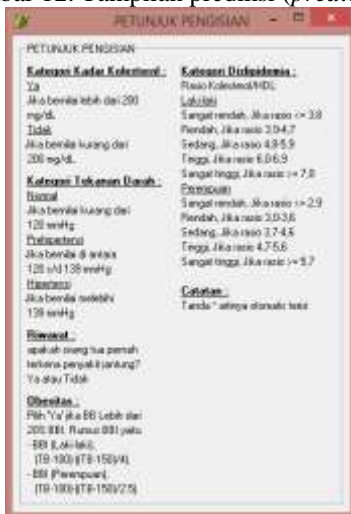 PETUNJUK PENGISIAN
PETUNJUK PENGISIAN
Kategori Kadar Kolesterol :
Ya
Jika bernilai lebih dari 200
mg/dL
Tidak
Jika bernilai kurang dari
200 mg/dL
Kategori Tekanan Darah :
Normal
Jika bernilai kurang dari
120 mmHg
Prehipertensi
Jika bernilai di antara
120 s/d 139 mmHg
Hipertensi
Jika bernilai melebihi
139 mmHg
Riwayat :
apakah orang tua pernah
terkena penyakit jantung?
Ya atau Tidak
Obesitas :
Pilih 'Ya' jika BB Lebih dari
20% BBI. Rumus BBI yaitu
-BBI (Laki-laki),
(TB-100)-(TB-150)/4),
-BBI (Perempuan),
(TB-100)-(TB-150)/2.5)
Kategori Dislipidemia :
Rasio Kolesterol/HDL
Laki-laki
Sangat rendah, Jika rasio <= 3,8
Rendah, Jika rasio 3,9-4,7
Sedang, Jika rasio 4,8-5,9
Tinggi, Jika rasio 6,0-6,9
Sangat tinggi, Jika rasio >= 7,0
Perempuan
Sangat rendah, Jika rasio <= 2,9
Rendah, Jika rasio 3,0-3,6
Sedang, Jika rasio 3,7-4,6
Tinggi, Jika rasio 4,7-5,6
Sangat tinggi, Jika rasio >= 5,7
Catatan :
Tanda * artinya otomatis terisi